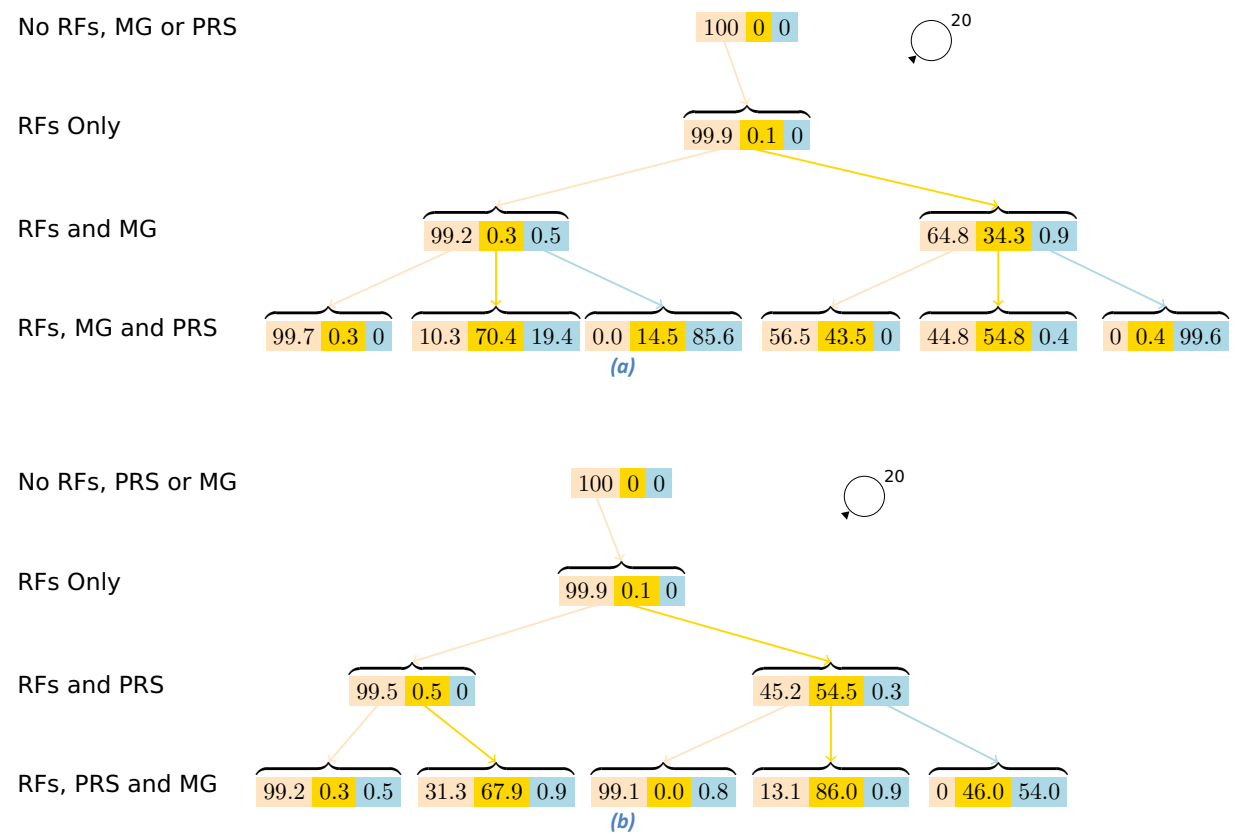 No RFs, MG or PRS 100 0 0 20
RFs Only 99.9 0.1 0
RFs and MG 99.2 0.3 0.5 64.8 34.3 0.9
RFs, MG and PRS 99.7 0.3 0 10.3 70.4 19.4 0.0 14.5 85.6 56.5 43.5 0 44.8 54.8 0.4 0 0.4 99.6
(a)
No RFs, PRS or MG 100 0 0 20
RFs Only 99.9 0.1 0
RFs and PRS 99.5 0.5 0 45.2 54.5 0.3
RFs, PRS and MG 99.2 0.3 0.5 31.3 67.9 0.9 99.1 0.0 0.8 13.1 86.0 0.9 0 46.0 54.0
(b)